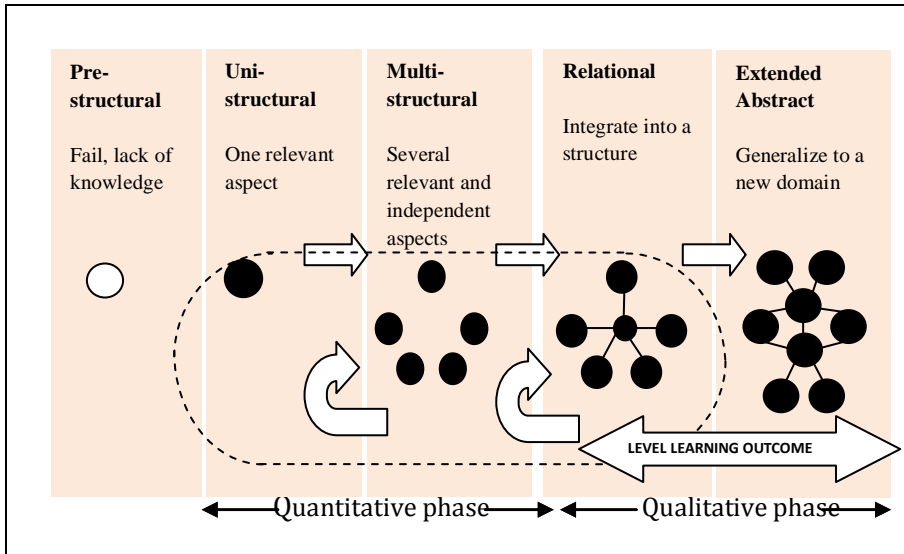 Pre-
structural
Fail, lack of
knowledge
Uni-
structural
One relevant
aspect
Multi-
structural
Several
relevant and
independent
aspects
Relational
Integrate into a
structure
Extended
Abstract
Generalize to a
new domain
LEVEL LEARNING OUTCOME
Quantitative phase
Qualitative phase